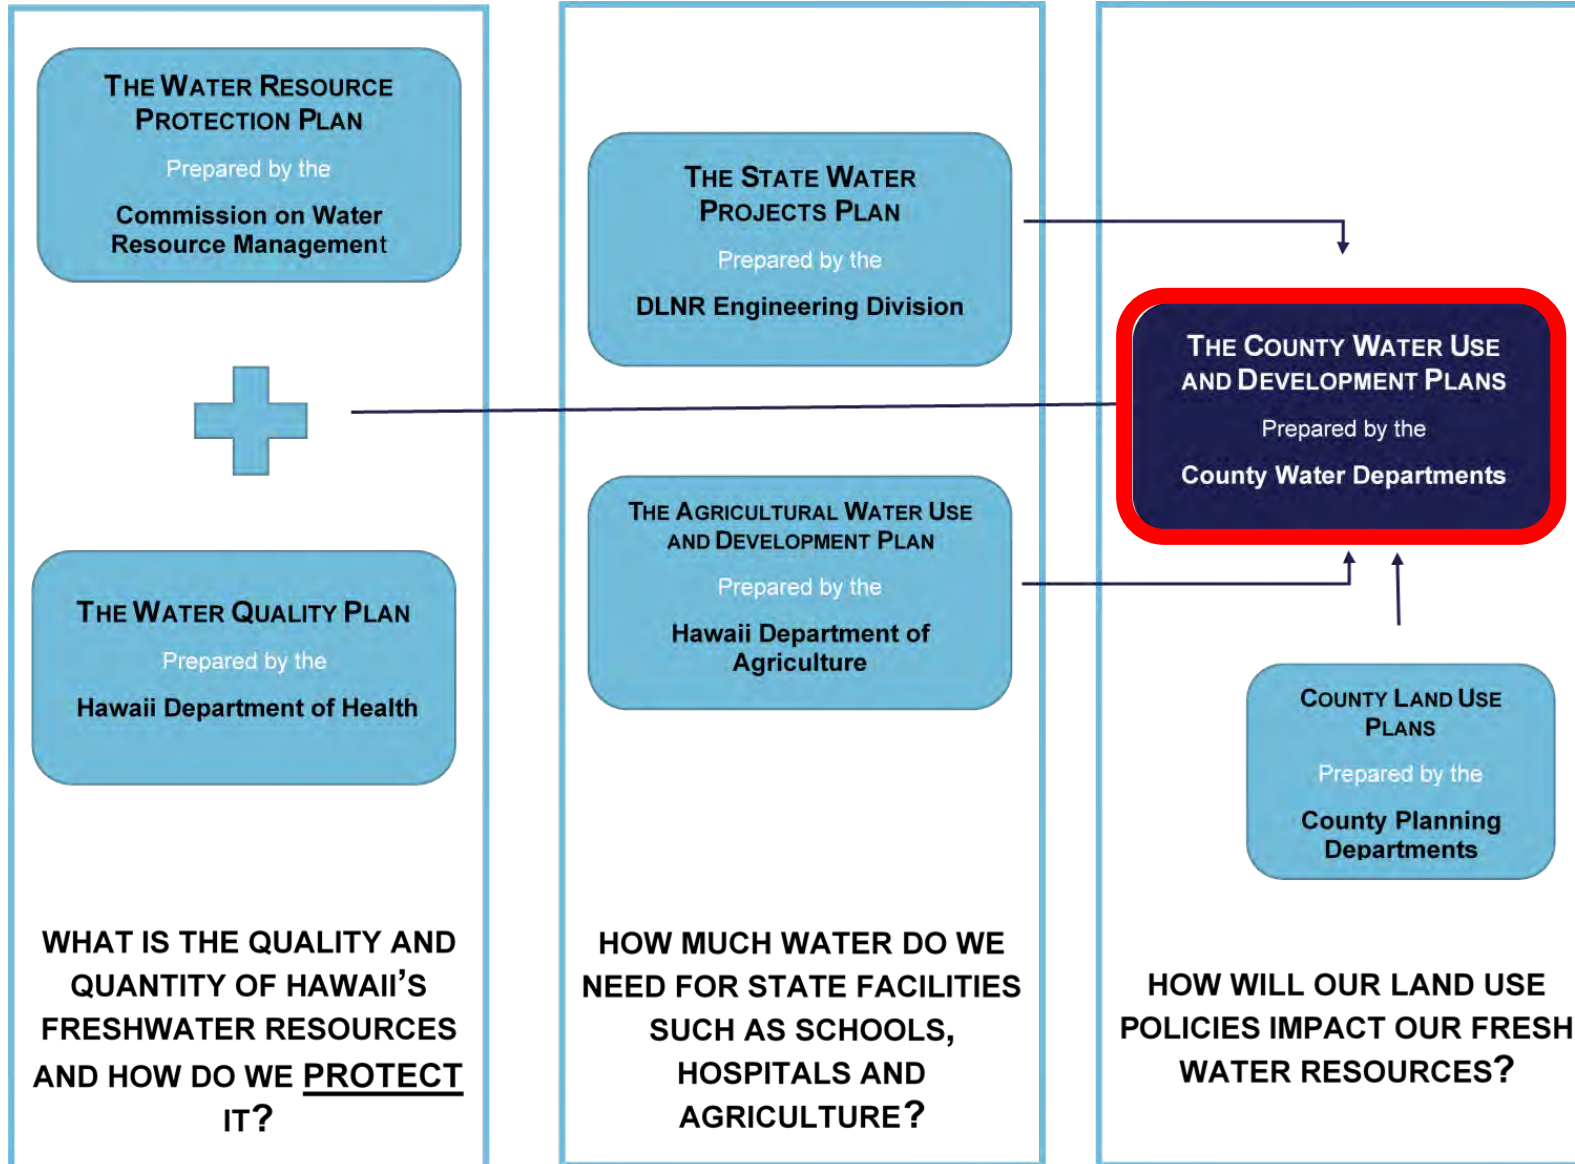 THE WATER RESOURCE
PROTECTION PLAN
Prepared by the
Commission on Water
Resource Management
THE WATER QUALITY PLAN
Prepared by the
Hawaii Department of Health
WHAT IS THE QUALITY AND
QUANTITY OF HAWAII'S
FRESHWATER RESOURCES
AND HOW DO WE PROTECT
IT?
THE STATE WATER
PROJECTS PLAN
Prepared by the
DLNR Engineering Division
THE AGRICULTURAL WATER USE
AND DEVELOPMENT PLAN
Prepared by the
Hawaii Department of
Agriculture
HOW MUCH WATER DO WE
NEED FOR STATE FACILITIES
SUCH AS SCHOOLS,
HOSPITALS AND
AGRICULTURE?
THE COUNTY WATER USE
AND DEVELOPMENT PLANS
Prepared by the
County Water Departments
COUNTY LAND USE
PLANS
Prepared by the
County Planning
Departments
HOW WILL OUR LAND USE
POLICIES IMPACT OUR FRESH
WATER RESOURCES?